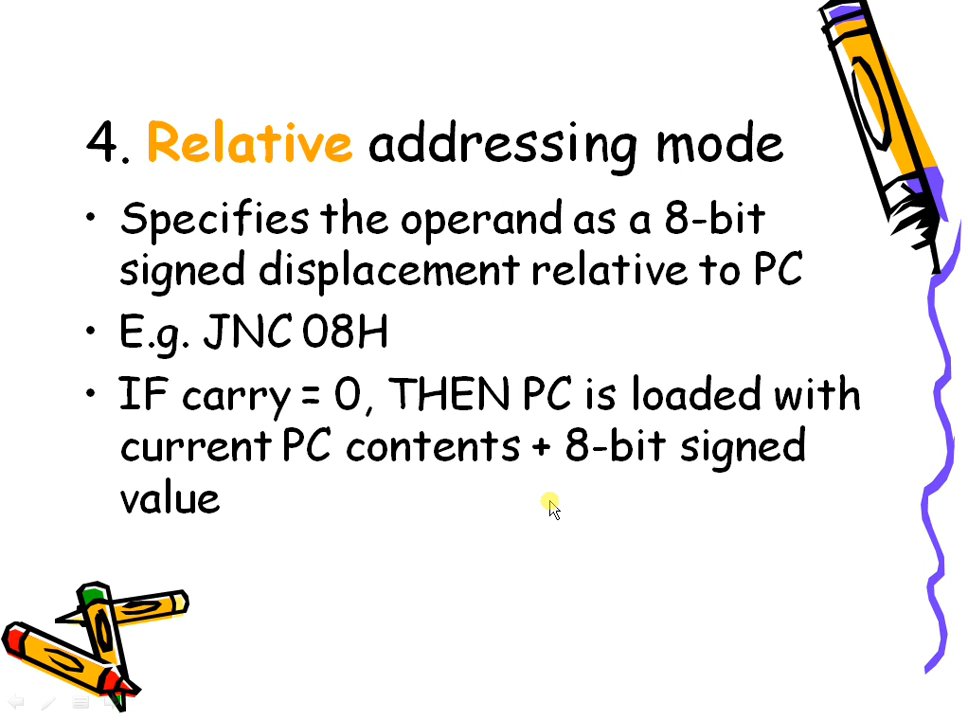 4. Relative addressing mode
• Specifies the operand as a 8-bit
signed displacement relative to PC
• E.g. JNC 08H
• IF carry = 0, THEN PC is loaded with
current PC contents + 8-bit signed
value